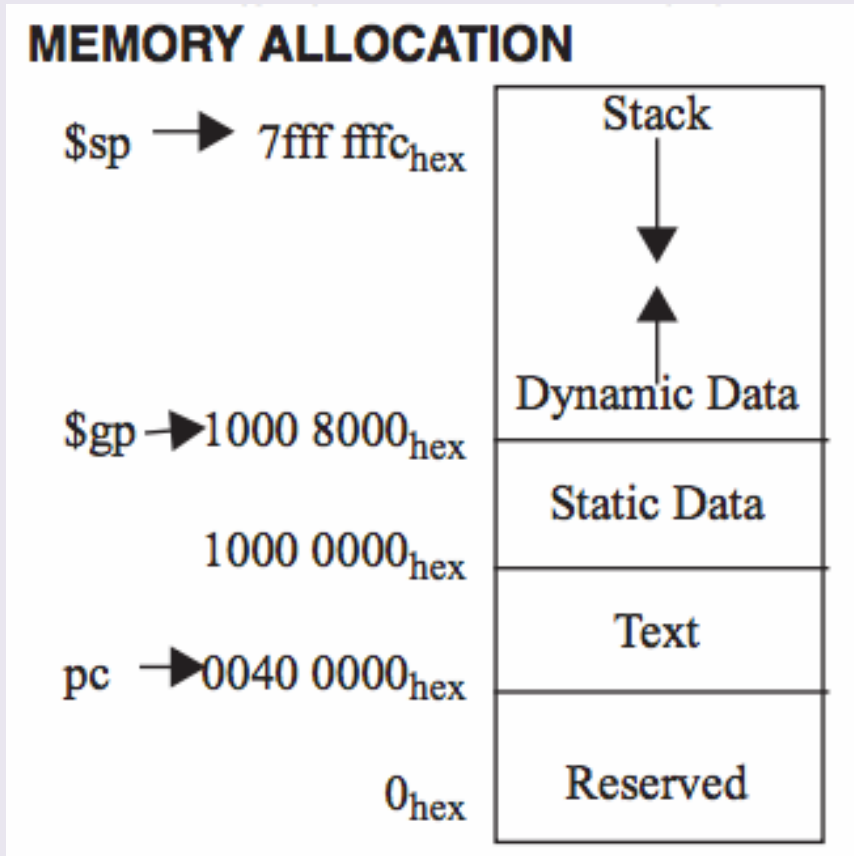 MEMORY ALLOCATION
$sp 7fff fffchex Stack
Dynamic Data
$gp 1000 8000hex
Static Data
1000 0000hex
Text
pc 0040 0000hex
Reserved
0hex